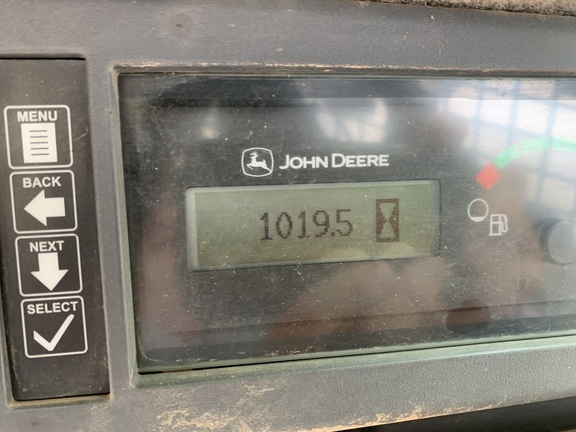 MENU
BACK
NEXT
SELECT
JOHN DEERE
1019.5